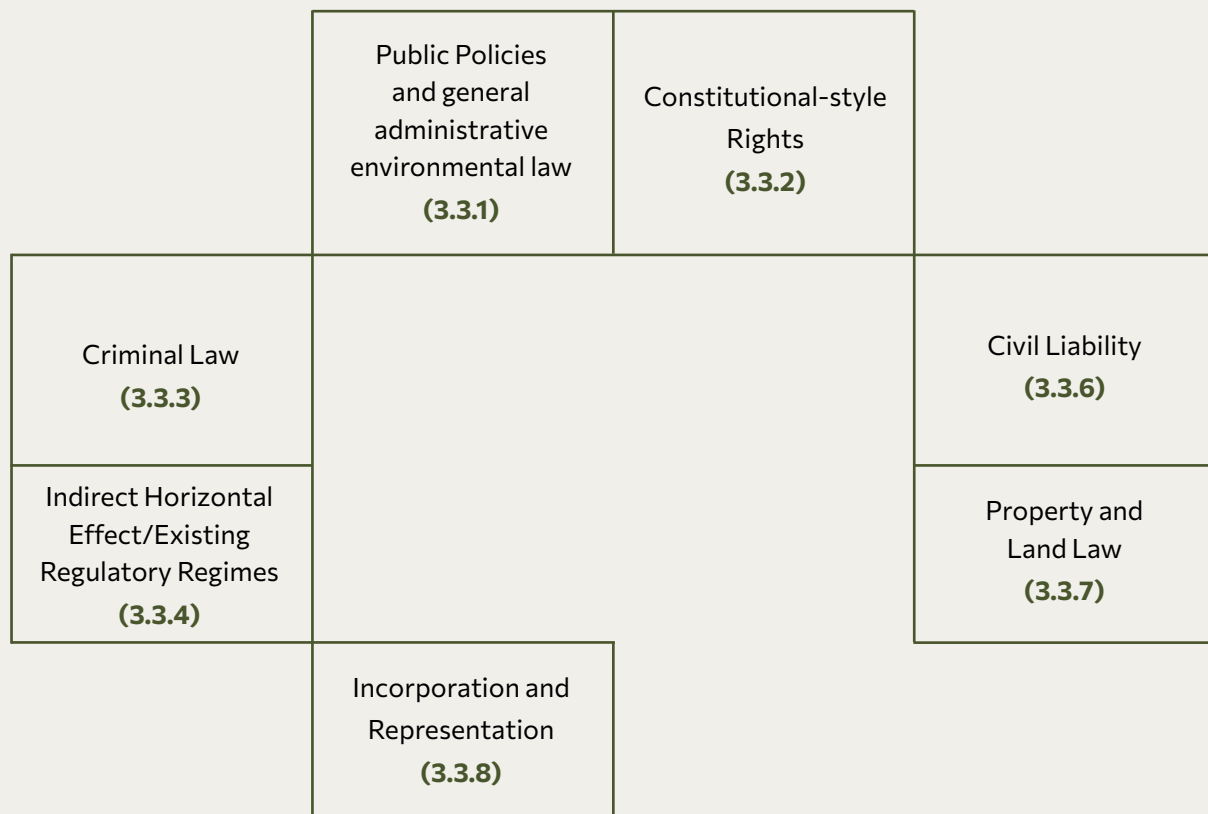 Public Policies
and general
administrative
environmental law
(3.3.1)
Constitutional-style
Rights
(3.3.2)
Criminal Law
(3.3.3)
Civil Liability
(3.3.6)
Indirect Horizontal
Effect/Existing
Regulatory Regimes
(3.3.4)
Property and
Land Law
(3.3.7)
Incorporation and
Representation
(3.3.8)